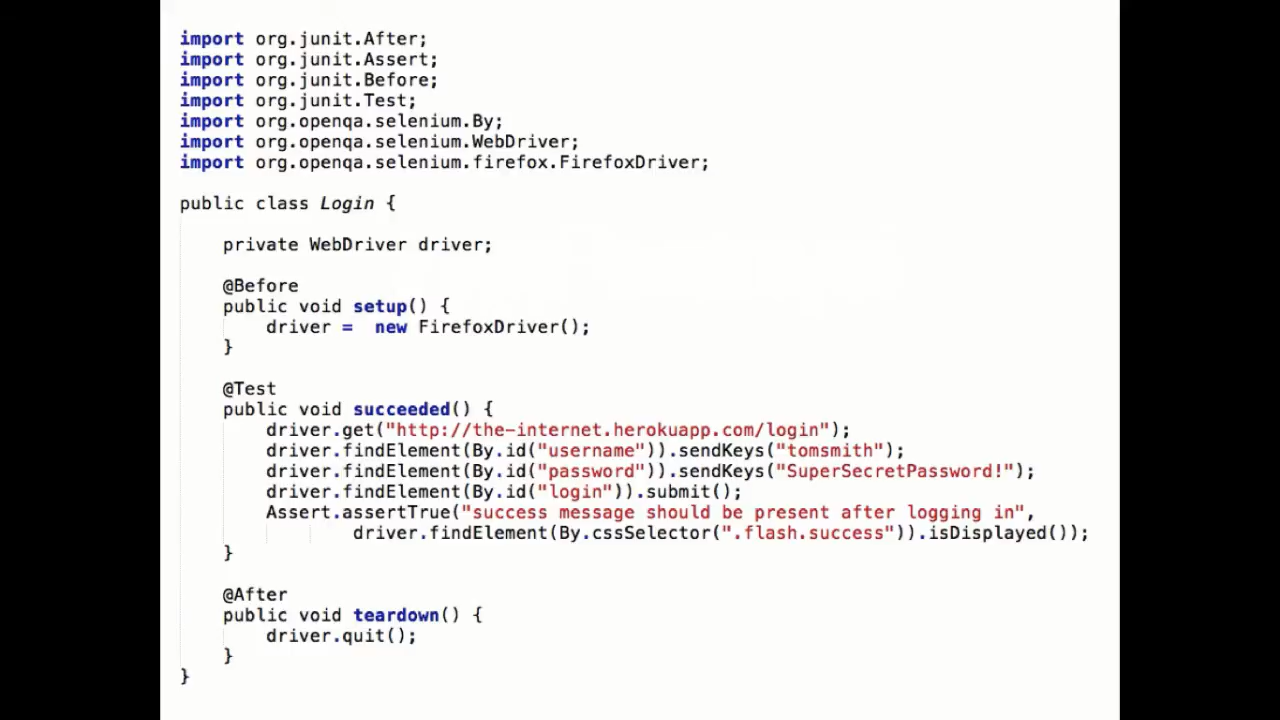 import org.junit.After;
import org.junit.Assert;
import org.junit.Before;
import org.junit.Test;
import org.openqa.selenium.By;
import org.openqa.selenium.WebDriver;
import org.openqa.selenium.firefox.FirefoxDriver;

public class Login {

    private WebDriver driver;

    @Before
    public void setup() {
        driver =  new FirefoxDriver();
    }

    @Test
    public void succeeded() {
        driver.get("http://the-internet.herokuapp.com/login");
        driver.findElement(By.id("username")).sendKeys("tomsmith");
        driver.findElement(By.id("password")).sendKeys("SuperSecretPassword!");
        driver.findElement(By.id("login")).submit();
        Assert.assertTrue("success message should be present after logging in",
                driver.findElement(By.cssSelector(".flash.success")).isDisplayed());
    }

    @After
    public void teardown() {
        driver.quit();
    }
}